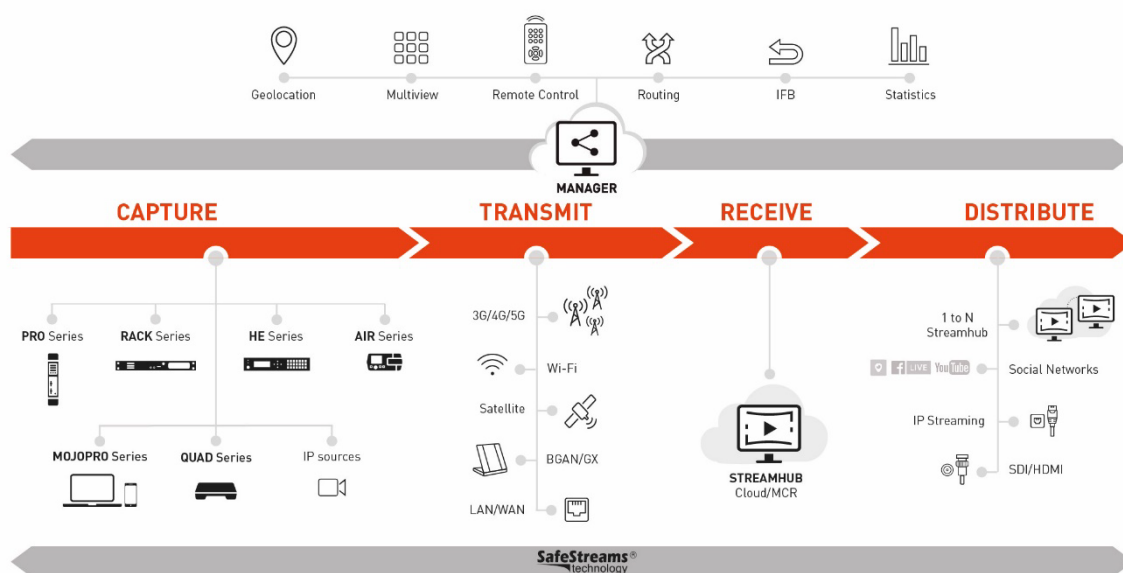 Geolocation
Multiview
Remote Control
Routing
IFB
Statistics
MANAGER
CAPTURE
TRANSMIT
RECEIVE
DISTRIBUTE
PRO Series
RACK Series
HE Series
AIR Series
MOJOPRO Series
QUAD Series
IP sources
3G/4G/5G
Wi-Fi
Satellite
BGAN/GX
LAN/WAN
STREAMHUB
Cloud/MCR
1 to N
Streamhub
f LIVE YouTube
Social Networks
IP Streaming
SDI/HDMI
SafeStreams®
technology